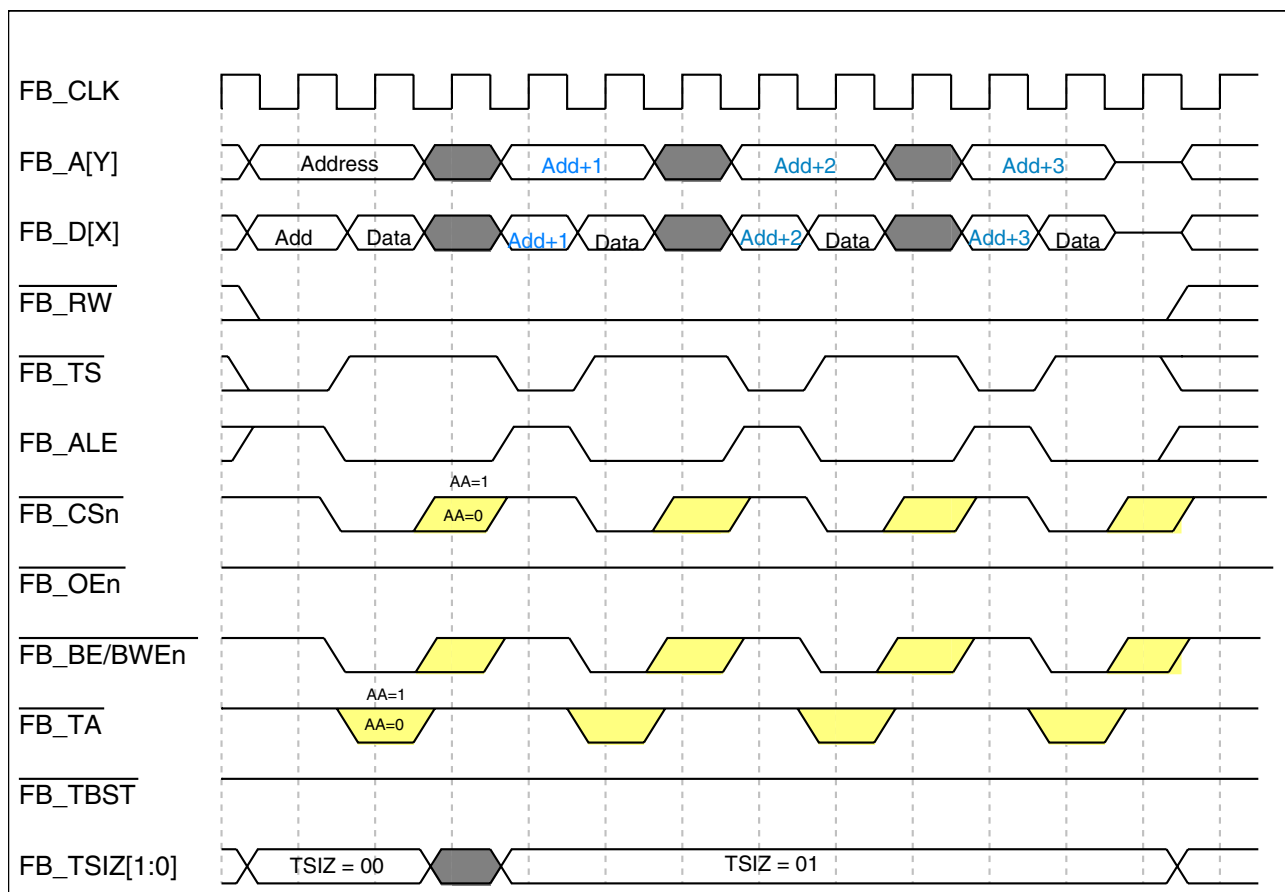 FB_CLK
FB_A[Y] Address Add+1 Add+2 Add+3
FB_D[X] Add Data Add+1 Data Add+2 Data Add+3 Data
FB_RW
FB_TS
FB_ALE
AA=1
FB_CSn AA=0
FB_OEn
FB_BE/BWEn
AA=1
FB_TA AA=0
FB_TBST
FB_TSIZ[1:0] TSIZ = 00 TSIZ = 01